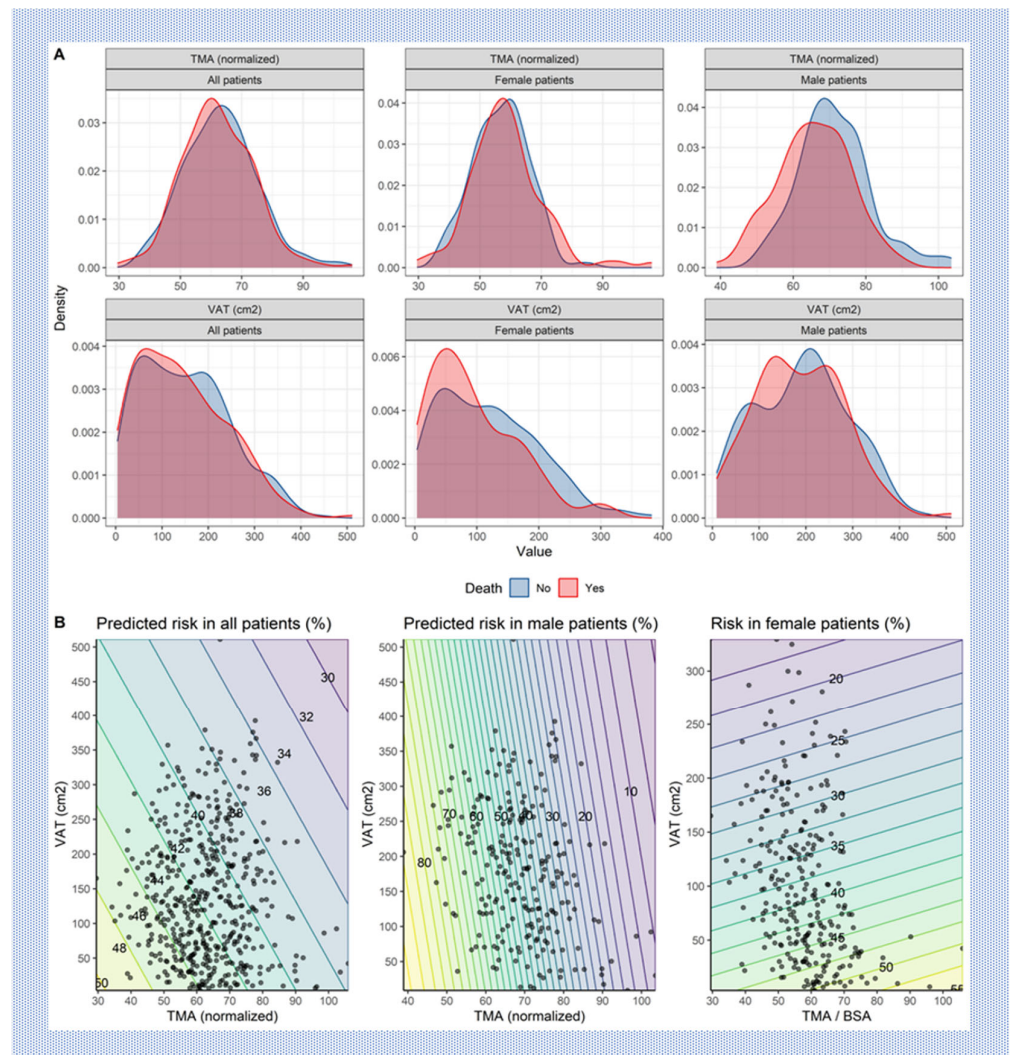 A
TMA (normalized) TMA (normalized) TMA (normalized)
All patients Female patients Male patients
0.03 0.04 0.04
0.02 0.03 0.03
0.01 0.02 0.02
0.00 0.01 0.01
0.00 0.00
30 50 70 90 30 50 70 90 40 60 80 100
Density
VAT (cm2) VAT (cm2) VAT (cm2)
All patients Female patients Male patients
0.004 0.006 0.004
0.003 0.004 0.003
0.002 0.002 0.002
0.001 0.000 0.001
0.000 0.000
0 100 200 300 400 500 0 100 200 300 400 0 100 200 300 400 500
Value
Death No Yes
B Predicted risk in all patients (%) Predicted risk in male patients (%) Risk in female patients (%)
VAT (cm2)
500
450
400
350
300
250
200
150
100
50
30
32
34
36
38
40
42
44
46
48
50
30 40 50 60 70 80 90 100
TMA (normalized)
VAT (cm2)
500
450
400
350
300
250
200
150
100
50
10
70 60 50 40 30 20
80
40 50 60 70 80 90 100
TMA (normalized)
VAT (cm2)
300
250
200
150
100
50
20
25
30
35
40
45
50
55
30 40 50 60 70 80 90 100
TMA / BSA